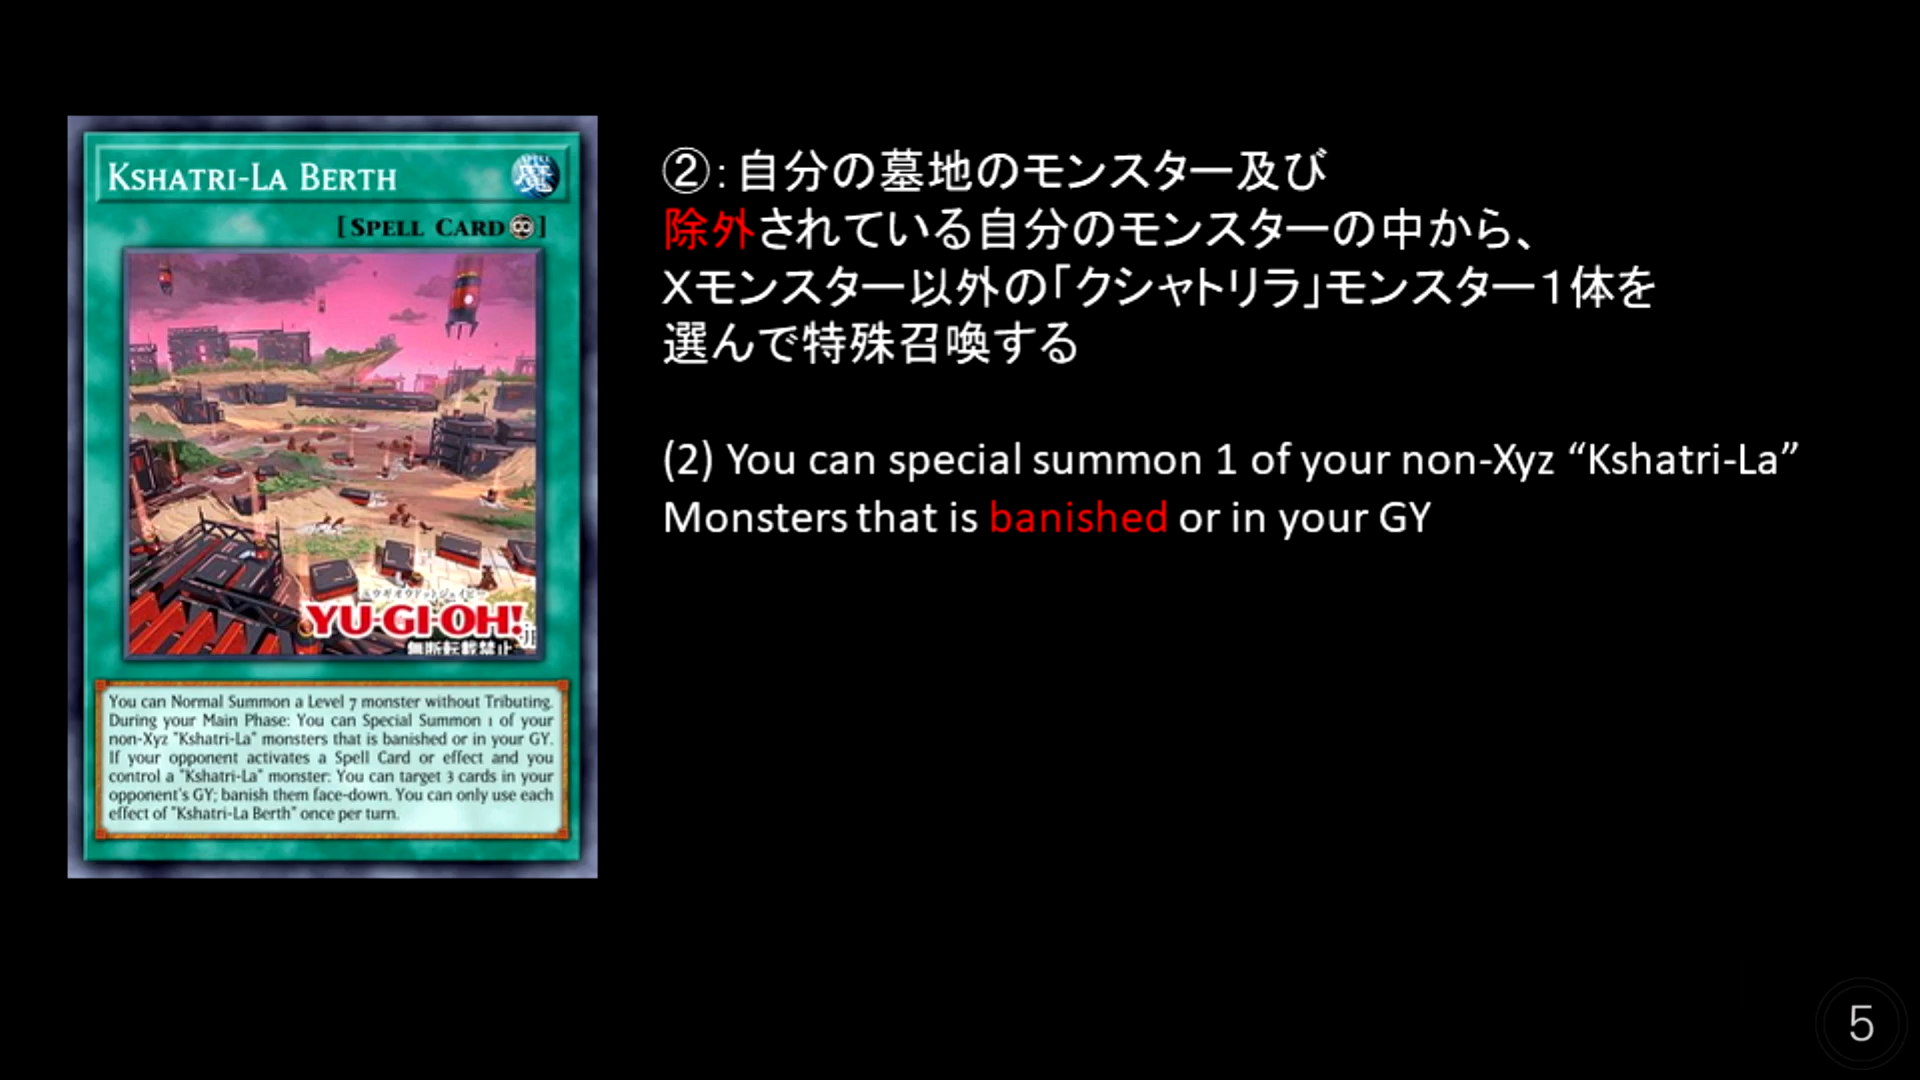 KSHATRI-LA BERTH
[SPELL CARD]
YU-GI-OH!
無断転載禁止
You can Normal Summon a Level 7 monster without Tributing.
During your Main Phase: You can Special Summon 1 of your
non-Xyz "Kshatri-La" monsters that is banished or in your GY.
If your opponent activates a Spell Card or effect and you
control a "Kshatri-La" monster: You can target 3 cards in your
opponent's GY; banish them face-down. You can only use each
effect of "Kshatri-La Berth" once per turn.
②：自分の墓地のモンスター及び
除外されている自分のモンスターの中から、
Xモンスター以外の「クシャトリラ」モンスター１体を
選んで特殊召喚する
(2) You can special summon 1 of your non-Xyz “Kshatri-La”
Monsters that is banished or in your GY
5